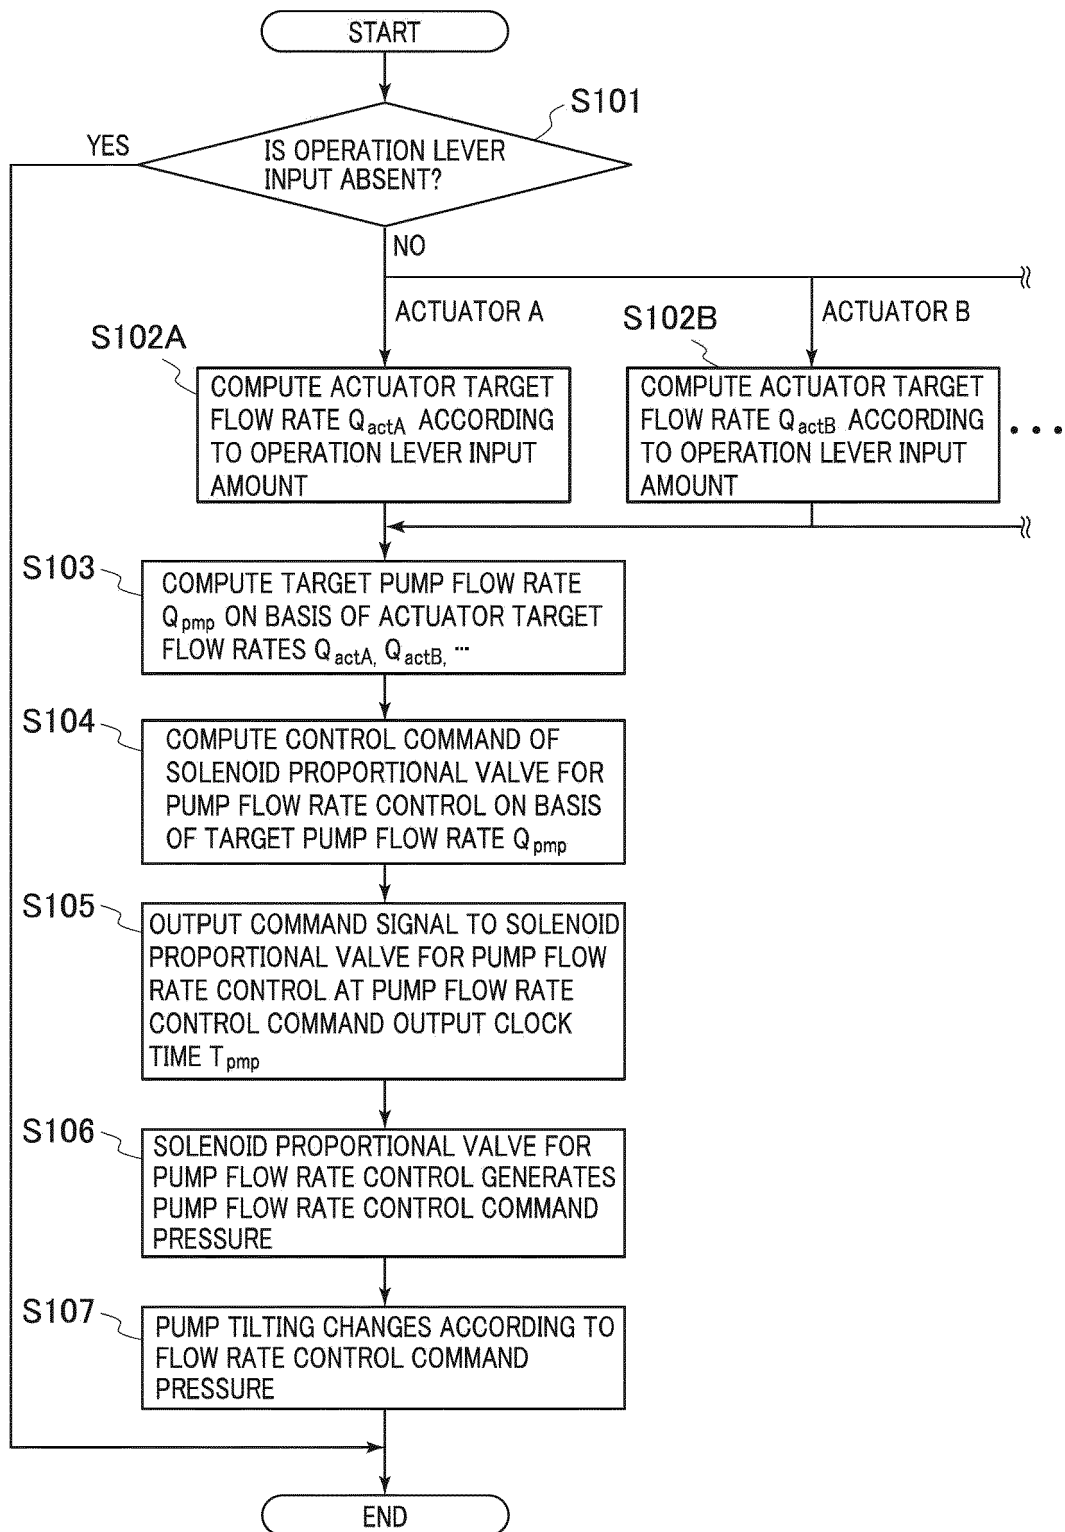 START
S101
YES
IS OPERATION LEVER
INPUT ABSENT?
NO
ACTUATOR A
ACTUATOR B
S102A
S102B
COMPUTE ACTUATOR TARGET
FLOW RATE QactA ACCORDING
TO OPERATION LEVER INPUT
AMOUNT
COMPUTE ACTUATOR TARGET
FLOW RATE QactB ACCORDING
TO OPERATION LEVER INPUT
AMOUNT
• • •
S103
COMPUTE TARGET PUMP FLOW RATE
Qpmp ON BASIS OF ACTUATOR TARGET
FLOW RATES QactA, QactB, ···
S104
COMPUTE CONTROL COMMAND OF
SOLENOID PROPORTIONAL VALVE FOR
PUMP FLOW RATE CONTROL ON BASIS
OF TARGET PUMP FLOW RATE Qpmp
S105
OUTPUT COMMAND SIGNAL TO SOLENOID
PROPORTIONAL VALVE FOR PUMP FLOW
RATE CONTROL AT PUMP FLOW RATE
CONTROL COMMAND OUTPUT CLOCK
TIME Tpmp
S106
SOLENOID PROPORTIONAL VALVE FOR
PUMP FLOW RATE CONTROL GENERATES
PUMP FLOW RATE CONTROL COMMAND
PRESSURE
S107
PUMP TILTING CHANGES ACCORDING TO
FLOW RATE CONTROL COMMAND
PRESSURE
END